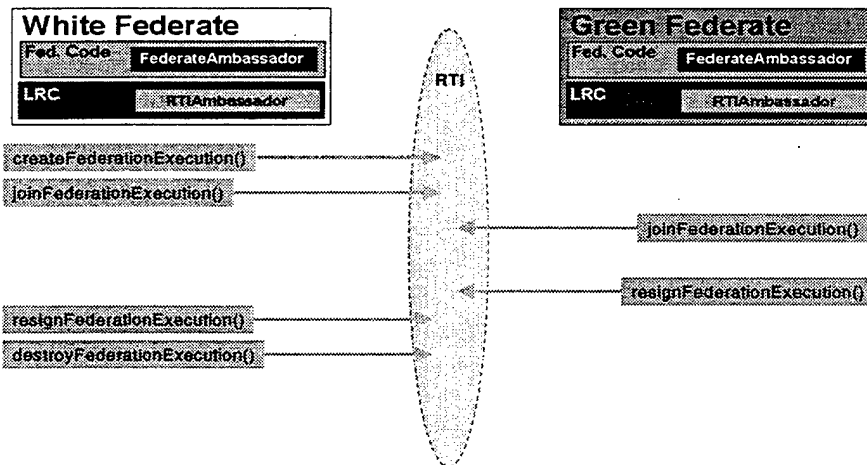 White Federate
Fed. Code
FederateAmbassador
LRC
RTIAmbassador
RTI
Green Federate
Fed. Code
FederateAmbassador
LRC
RTIAmbassador
createFederationExecution()
joinFederationExecution()
joinFederationExecution()
resignFederationExecution()
resignFederationExecution()
destroyFederationExecution()